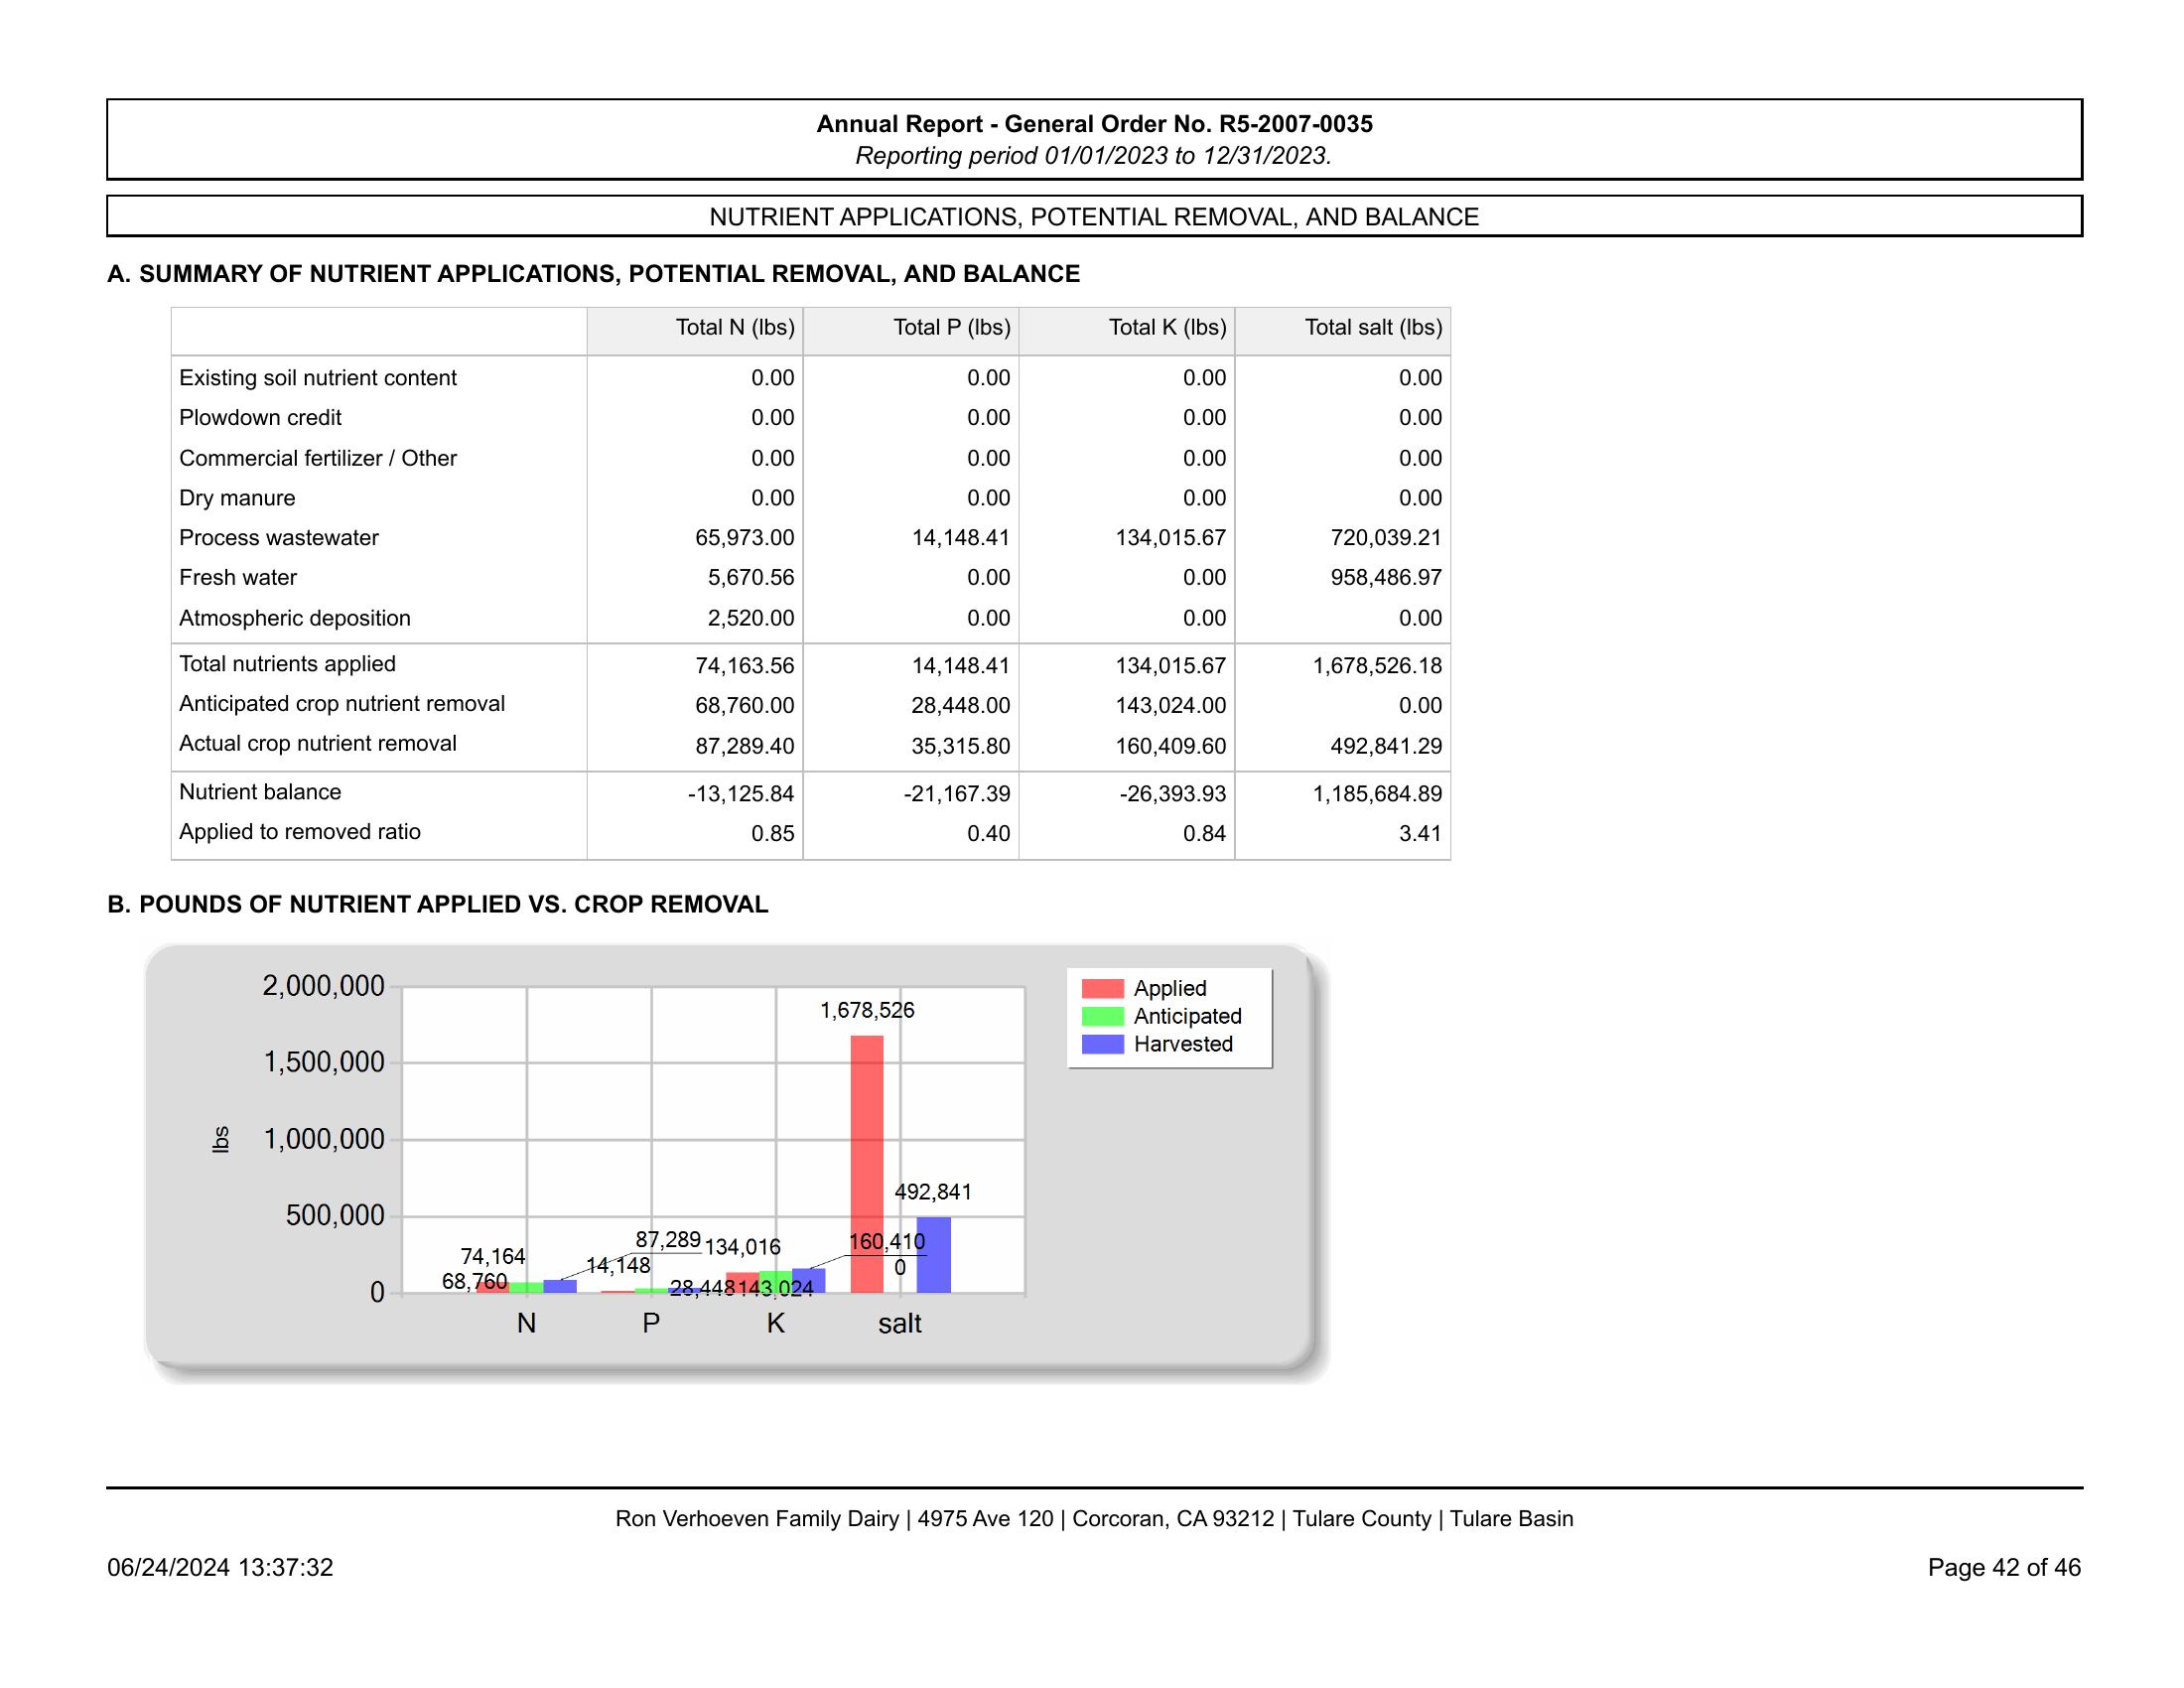 Annual Report - General Order No. R5-2007-0035
Reporting period 01/01/2023 to 12/31/2023.
NUTRIENT APPLICATIONS, POTENTIAL REMOVAL, AND BALANCE
A. SUMMARY OF NUTRIENT APPLICATIONS, POTENTIAL REMOVAL, AND BALANCE
Total N (lbs) Total P (lbs) Total K (lbs) Total salt (lbs)
Existing soil nutrient content 0.00 0.00 0.00 0.00
Plowdown credit 0.00 0.00 0.00 0.00
Commercial fertilizer / Other 0.00 0.00 0.00 0.00
Dry manure 0.00 0.00 0.00 0.00
Process wastewater 65,973.00 14,148.41 134,015.67 720,039.21
Fresh water 5,670.56 0.00 0.00 958,486.97
Atmospheric deposition 2,520.00 0.00 0.00 0.00
Total nutrients applied 74,163.56 14,148.41 134,015.67 1,678,526.18
Anticipated crop nutrient removal 68,760.00 28,448.00 143,024.00 0.00
Actual crop nutrient removal 87,289.40 35,315.80 160,409.60 492,841.29
Nutrient balance -13,125.84 -21,167.39 -26,393.93 1,185,684.89
Applied to removed ratio 0.85 0.40 0.84 3.41
B. POUNDS OF NUTRIENT APPLIED VS. CROP REMOVAL
2,000,000
1,500,000
1,000,000
500,000
0
lbs
1,678,526
492,841
87,289
134,016
160,410
74,164
14,148
0
68,760
28,448
143,024
N P K salt
Applied
Anticipated
Harvested
Ron Verhoeven Family Dairy | 4975 Ave 120 | Corcoran, CA 93212 | Tulare County | Tulare Basin
06/24/2024 13:37:32 Page 42 of 46